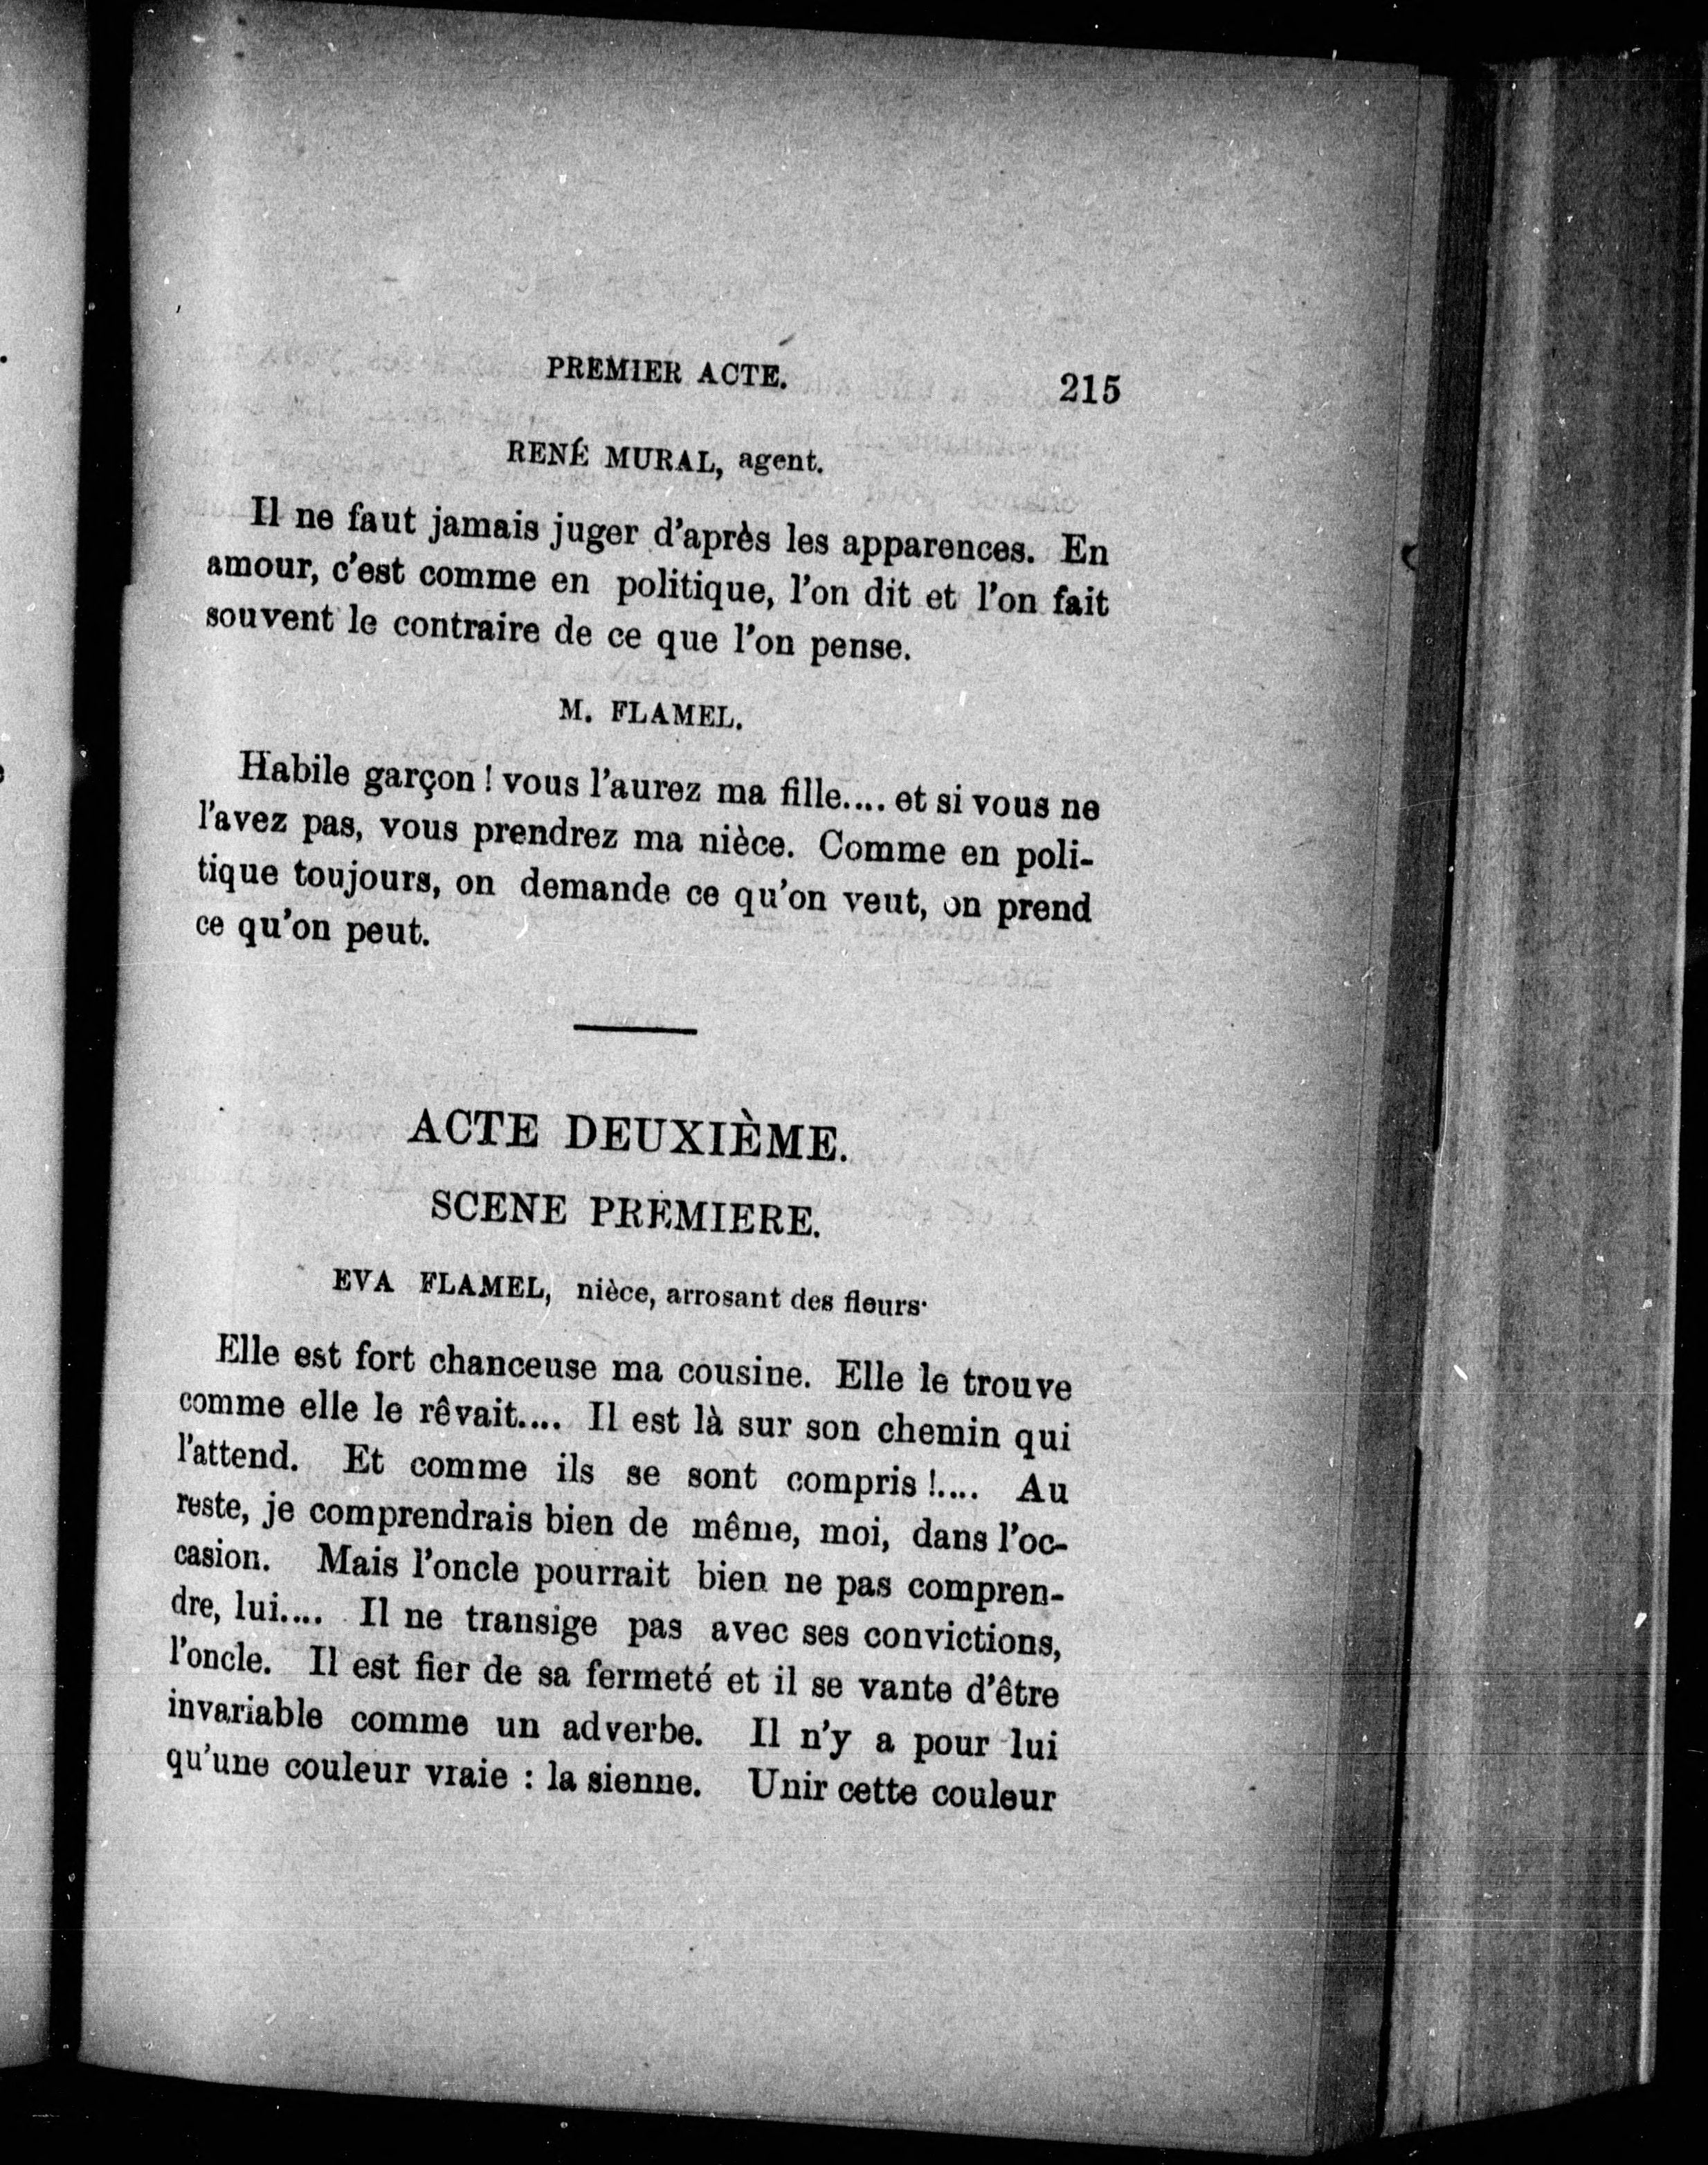 PREMIER ACTE. 215
RENÉ MURAL, agent.
Il ne faut jamais juger d'après les apparences. En
amour, c'est comme en politique, l'on dit et l'on fait
souvent le contraire de ce que l'on pense.
M. FLAMEL.
Habile garçon ! vous l'aurez ma fille.... et si vous ne
l'avez pas, vous prendrez ma nièce. Comme en poli-
tique toujours, on demande ce qu'on veut, on prend
ce qu'on peut.
ACTE DEUXIÈME.
SCENE PREMIERE.
EVA FLAMEL, nièce, arrosant des fleurs.
Elle est fort chanceuse ma cousine. Elle le trouve
comme elle le rêvait.... Il est là sur son chemin qui
l'attend. Et comme ils se sont compris !.... Au
reste, je comprendrais bien de même, moi, dans l'oc-
casion. Mais l'oncle pourrait bien ne pas compren-
dre, lui.... Il ne transige pas avec ses convictions,
l'oncle. Il est fier de sa fermeté et il se vante d'être
invariable comme un adverbe. Il n'y a pour lui
qu'une couleur vraie : la sienne. Unir cette couleur